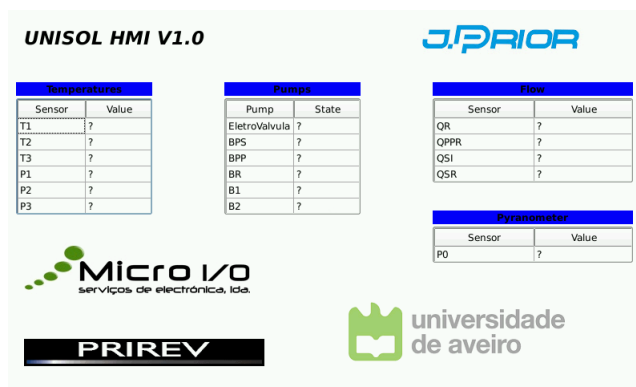 UNISOL HMI V1.0
J.PRIOR
Temperatures
Sensor Value
T1 ?
T2 ?
T3 ?
P1 ?
P2 ?
P3 ?
Pumps
Pump State
EletroValvula ?
BPS ?
BPP ?
BR ?
B1 ?
B2 ?
Flow
Sensor Value
QR ?
QPPR ?
QSI ?
QSR ?
Pyranometer
Sensor Value
P0 ?
Micro I/O
serviços de electrónica, lda.
universidade
de aveiro
PRIREV